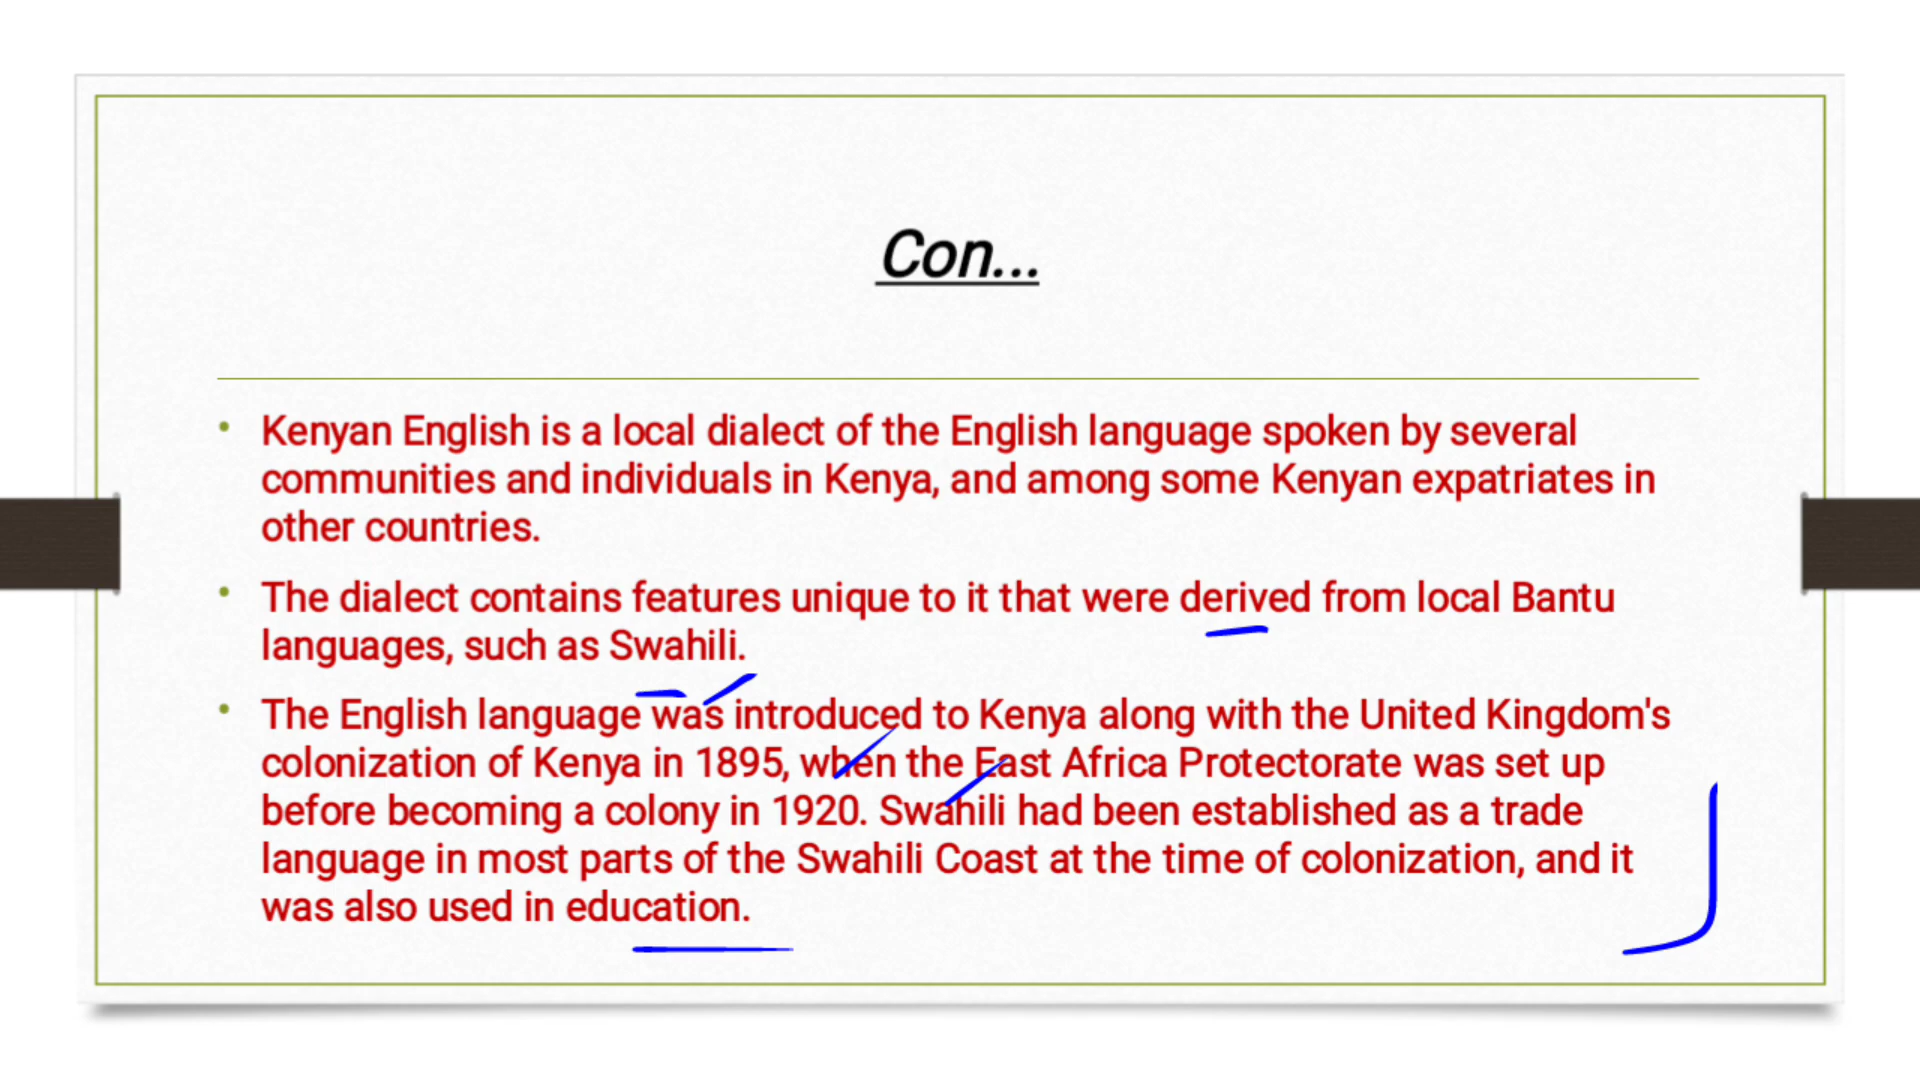 Con...
• Kenyan English is a local dialect of the English language spoken by several
communities and individuals in Kenya, and among some Kenyan expatriates in
other countries.
• The dialect contains features unique to it that were derived from local Bantu
languages, such as Swahili.
• The English language was introduced to Kenya along with the United Kingdom's
colonization of Kenya in 1895, when the East Africa Protectorate was set up
before becoming a colony in 1920. Swahili had been established as a trade
language in most parts of the Swahili Coast at the time of colonization, and it
was also used in education.